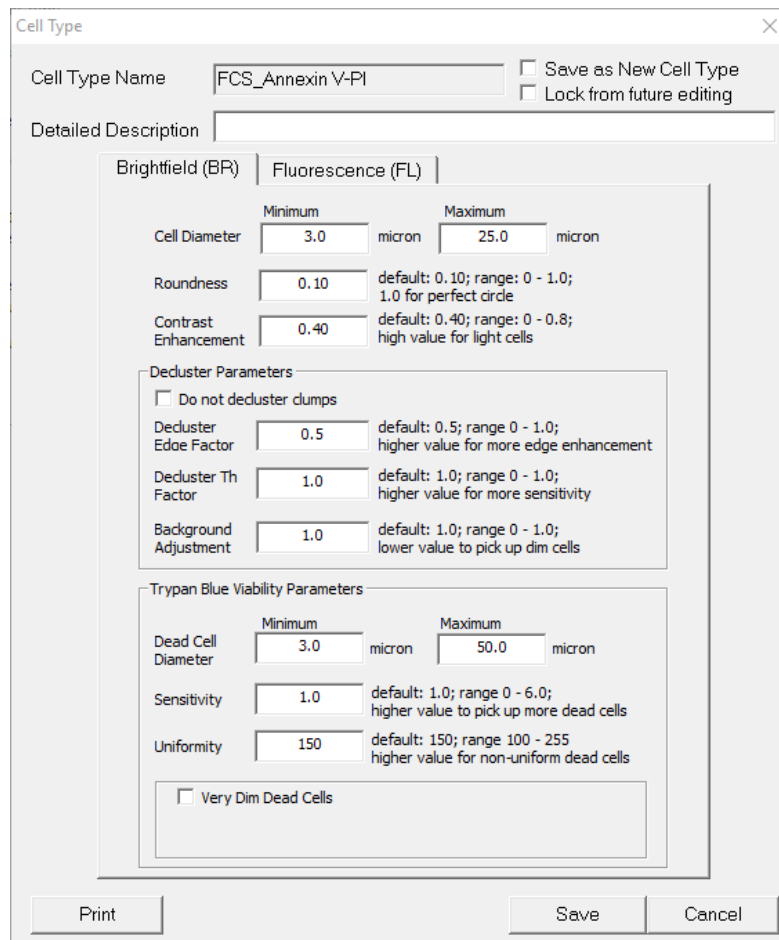 Cell Type
Cell Type Name FCS_Annexin V-PI Save as New Cell Type
Lock from future editing
Detailed Description
Brightfield (BR) Fluorescence (FL)
Minimum Maximum
Cell Diameter 3.0 micron 25.0 micron
Roundness 0.10 default: 0.10; range: 0 - 1.0;
1.0 for perfect circle
Contrast
Enhancement 0.40 default: 0.40; range: 0 - 0.8;
high value for light cells
Decluster Parameters
Do not decluster clumps
Decluster
Edge Factor 0.5 default: 0.5; range 0 - 1.0;
higher value for more edge enhancement
Decluster Th
Factor 1.0 default: 1.0; range 0 - 1.0;
higher value for more sensitivity
Background
Adjustment 1.0 default: 1.0; range 0 - 1.0;
lower value to pick up dim cells
Trypan Blue Viability Parameters
Minimum Maximum
Dead Cell
Diameter 3.0 micron 50.0 micron
Sensitivity 1.0 default: 1.0; range 0 - 6.0;
higher value to pick up more dead cells
Uniformity 150 default: 150; range 100 - 255
higher value for non-uniform dead cells
Very Dim Dead Cells
Print Save Cancel